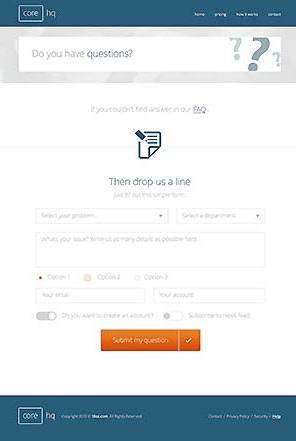 core hq
home pricing how it works contact
Do you have questions?
If you couldn't find answer in our FAQ
Then drop us a line
just fill out this simple form.
Select your problem...
Select a department
Whats your issue? Write us as many details as possible here.
Option 1 Option 2 Option 3
Your email
Your account
Do you want to create an account?
Subscribe to news feed
Submit my question
core hq
Copyright 2013 © All Rights Reserved.
Contact / Privacy Policy / Security / Help